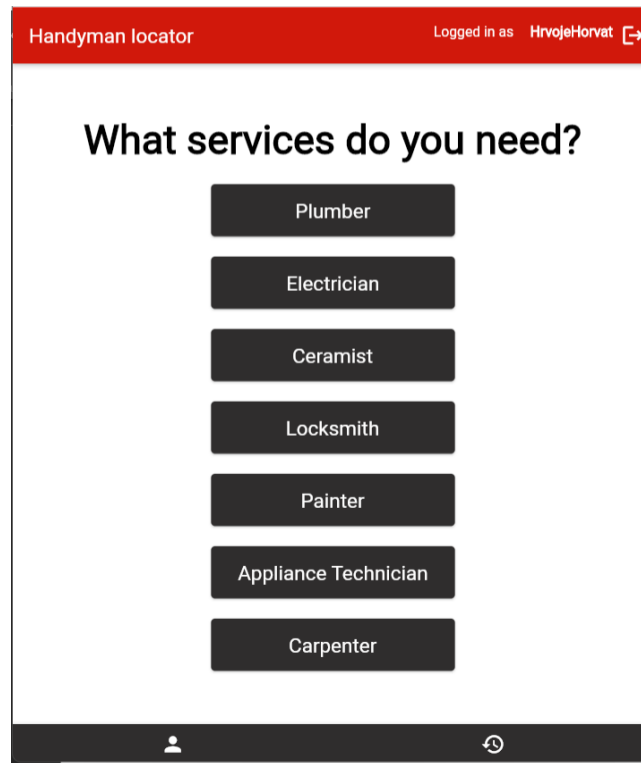 Handyman locator
Logged in as HrvojeHorvat
What services do you need?
Plumber
Electrician
Ceramist
Locksmith
Painter
Appliance Technician
Carpenter